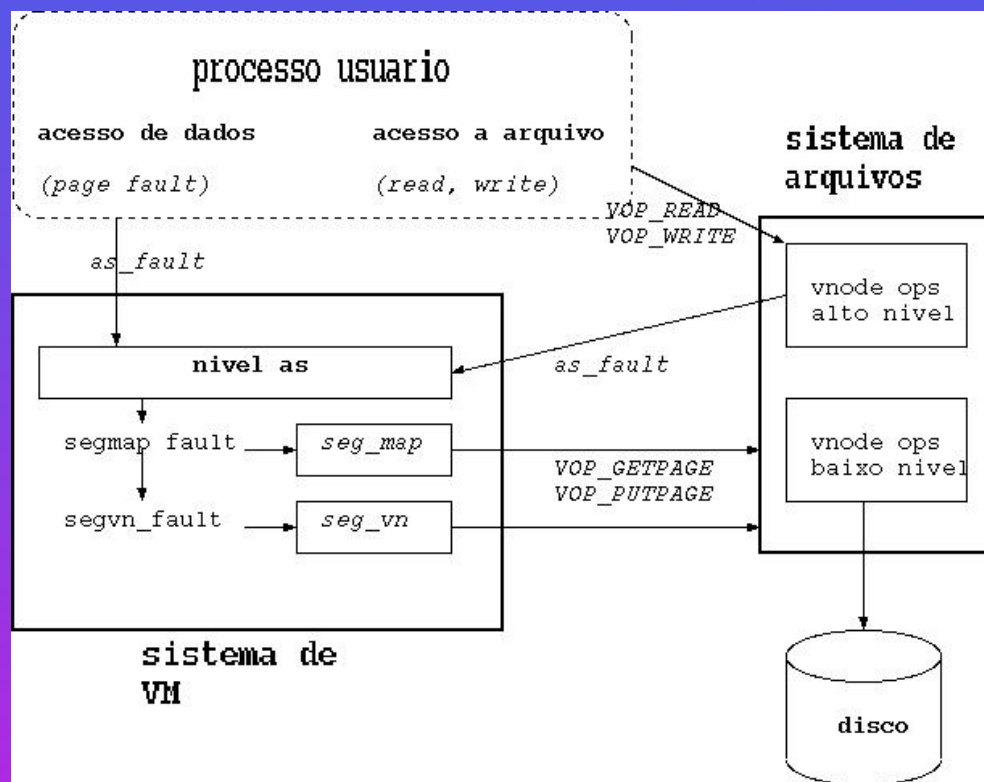 processo usuario
acesso de dados
acesso a arquivo
(page fault)
(read, write)
sistema de
arquivos
VOP_READ
VOP_WRITE
as_fault
vnode ops
alto nivel
nivel as
as_fault
segmap fault
seg_map
VOP_GETPAGE
VOP_PUTPAGE
vnode ops
baixo nivel
segvn_fault
seg_vn
sistema de
VM
disco